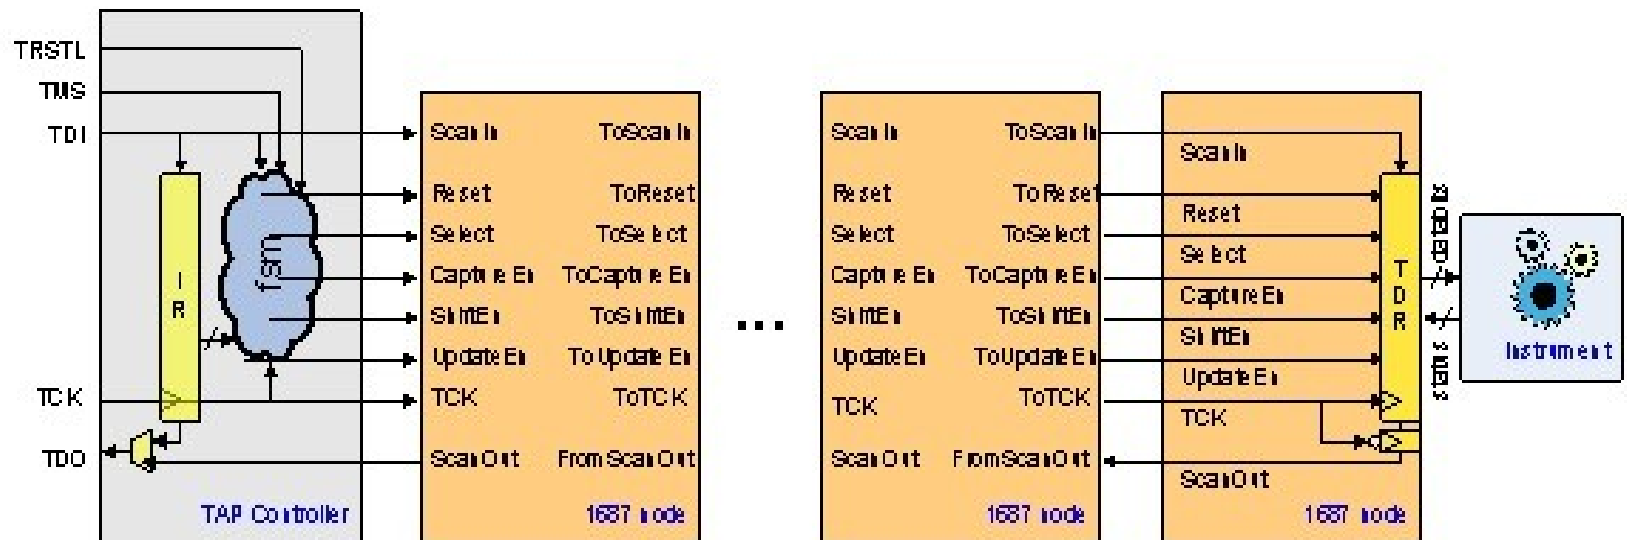 TRSTL
TMS
TDI
TCK
TDO
I
R
fsm
TAP Controller
ScanIn ToScanIn
Reset ToReset
Select ToSelect
CaptureEn ToCaptureEn
ShiftEn ToShiftEn
UpdateEn ToUpdateEn
TCK ToTCK
ScanOut FromScanOut
1687 node
...
ScanIn ToScanIn
Reset ToReset
Select ToSelect
CaptureEn ToCaptureEn
ShiftEn ToShiftEn
UpdateEn ToUpdateEn
TCK ToTCK
ScanOut FromScanOut
1687 node
ScanIn
Reset
Select
CaptureEn
ShiftEn
UpdateEn
TCK
ScanOut
T
D
R
1687 node
status
Instrument